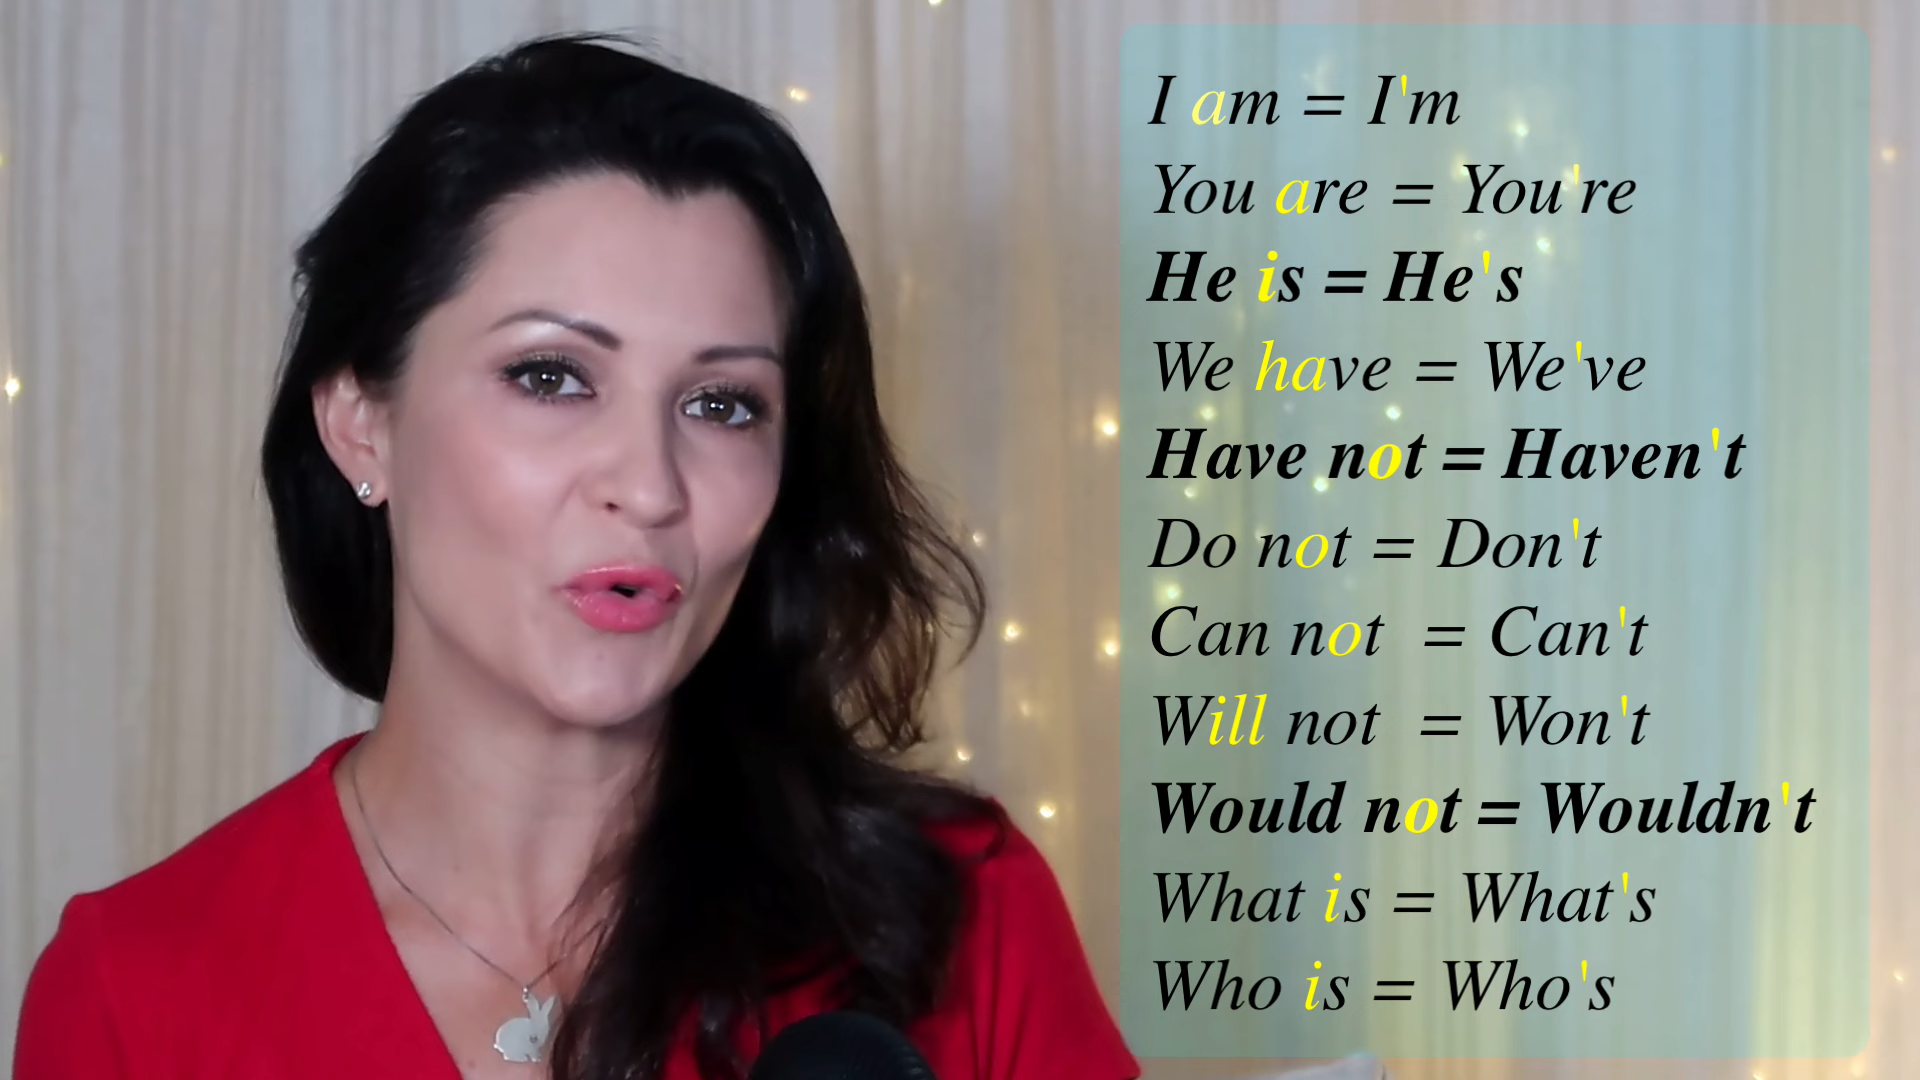 I am = I'm
You are = You're
He is = He's
We have = We've
Have not = Haven't
Do not = Don't
Can not = Can't
Will not = Won't
Would not = Wouldn't
What is = What's
Who is = Who's